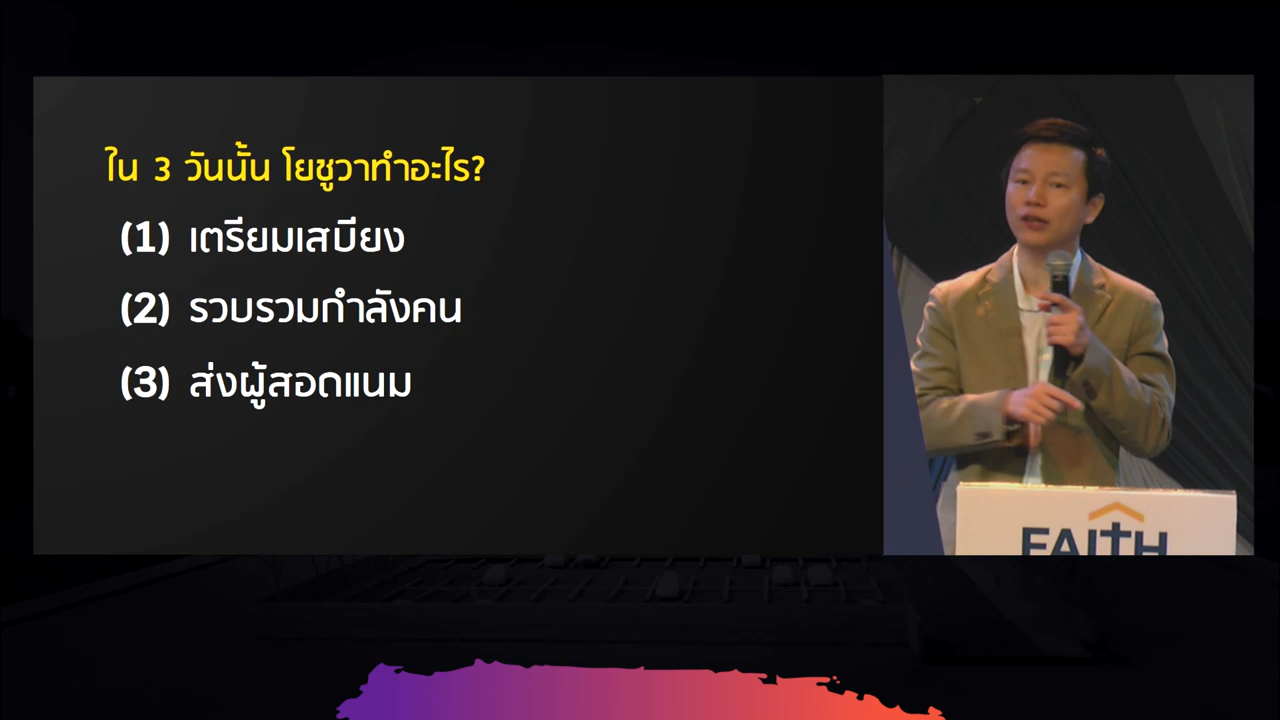 ใน 3 วันนั้น โยชูวาทำอะไร?
(1) เตรียมเสบียง
(2) รวบรวมกำลังคน
(3) ส่งผู้สอดแนม
FAITH